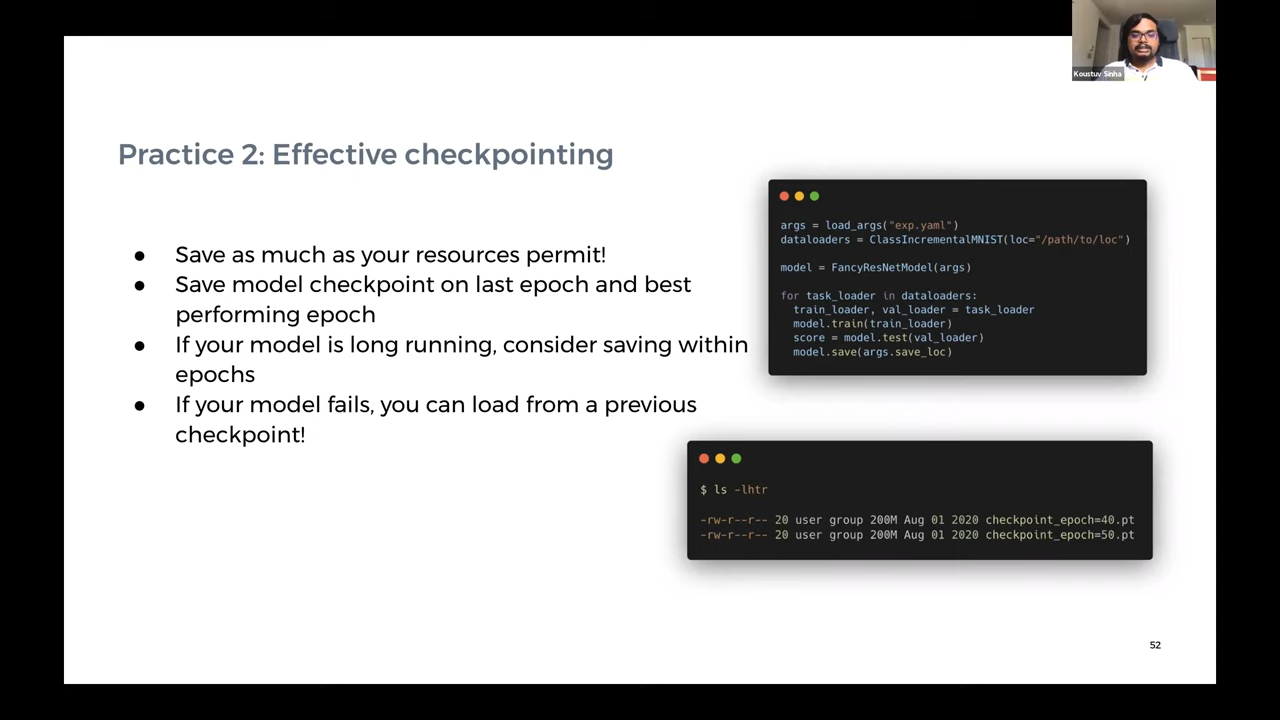 Koustuv Sinha
Practice 2: Effective checkpointing
● Save as much as your resources permit!
● Save model checkpoint on last epoch and best
performing epoch
● If your model is long running, consider saving within
epochs
● If your model fails, you can load from a previous
checkpoint!
args = load_args("exp.yaml")
dataloaders = ClassIncrementalMNIST(loc="/path/to/loc")
model = FancyResNetModel(args)
for task_loader in dataloaders:
train_loader, val_loader = task_loader
model.train(train_loader)
score = model.test(val_loader)
model.save(args.save_loc)
$ ls -lhtr
-rw-r--r-- 20 user group 200M Aug 01 2020 checkpoint_epoch=40.pt
-rw-r--r-- 20 user group 200M Aug 01 2020 checkpoint_epoch=50.pt
52